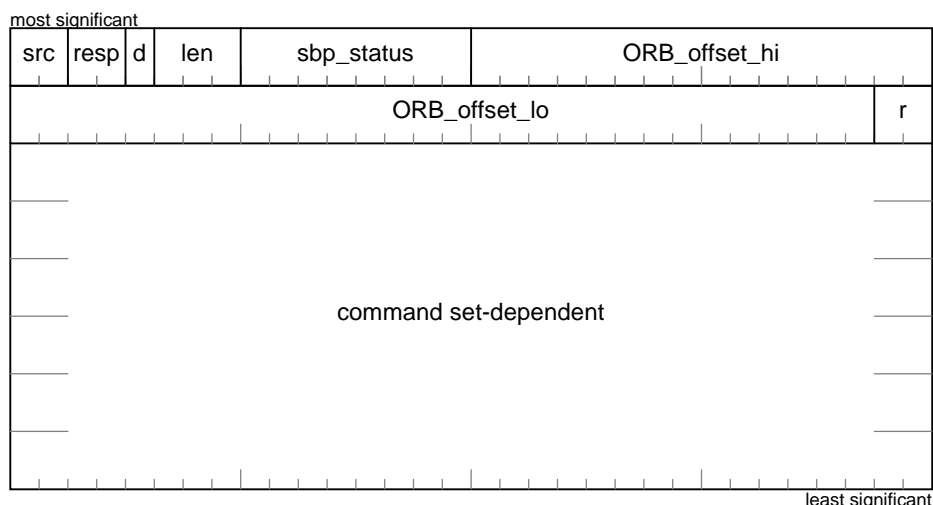 most significant
src resp d len sbp_status ORB_offset_hi
ORB_offset_lo r
command set-dependent
least significant